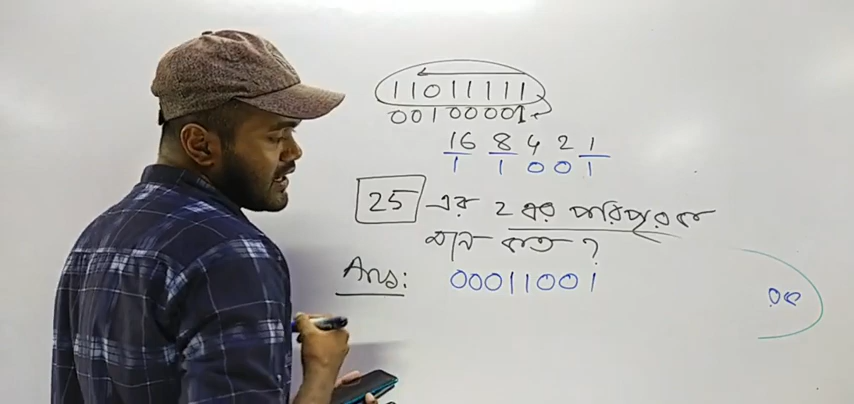 11011111
00100001
16 8 4 2 1
1 1 0 0 1
25 এর 2 এর পরিপূরক
মান কত ?
Ans: 00011001